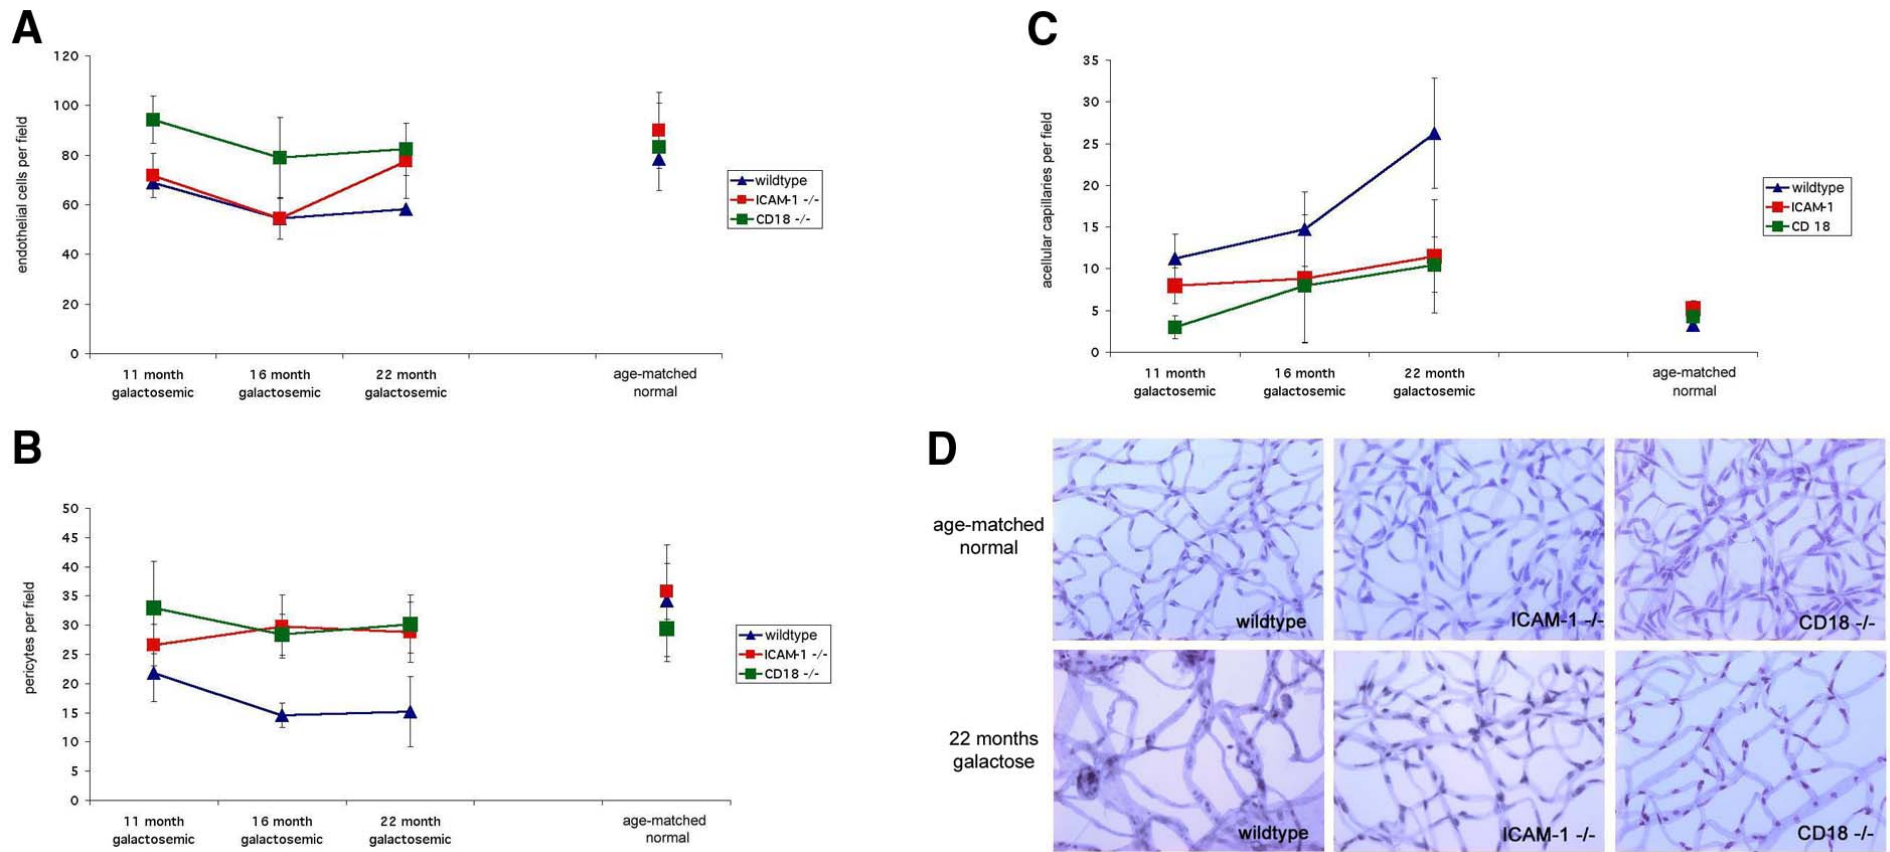 A
120
100
80
60
40
20
0
endothelial cells per field
11 month
galactosemic
16 month
galactosemic
22 month
galactosemic
age-matched
normal
wildtype
ICAM-1 -/-
CD18 -/-
B
50
45
40
35
30
25
20
15
10
5
0
pericytes per field
11 month
galactosemic
16 month
galactosemic
22 month
galactosemic
age-matched
normal
wildtype
ICAM-1 -/-
CD18 -/-
C
35
30
25
20
15
10
5
0
acellular capillaries per field
11 month
galactosemic
16 month
galactosemic
22 month
galactosemic
age-matched
normal
wildtype
ICAM-1
CD 18
D
age-matched
normal
wildtype
ICAM-1 -/-
CD18 -/-
22 months
galactose
wildtype
ICAM-1 -/-
CD18 -/-